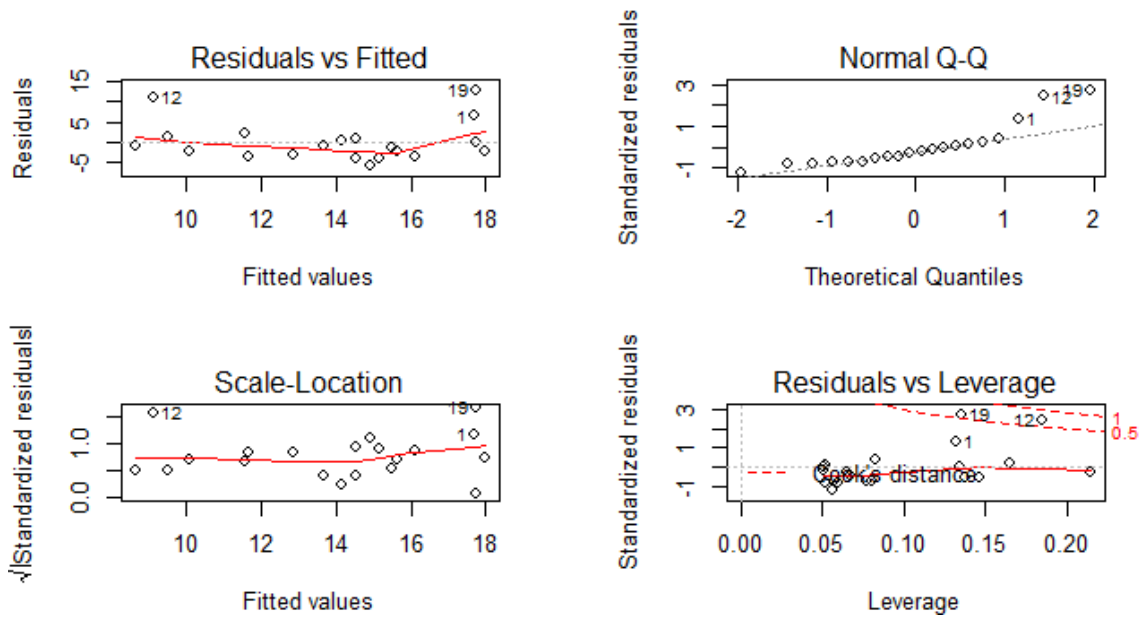 Residuals vs Fitted
Residuals
15
5
-5
12
19
1
10 12 14 16 18
Fitted values
Normal Q-Q
Standardized residuals
3
1
-1
12
19
1
-2 -1 0 1 2
Theoretical Quantiles
Scale-Location
√|Standardized residuals|
1.0
0.0
12
19
1
10 12 14 16 18
Fitted values
Residuals vs Leverage
Standardized residuals
3
1
-1
19
12
1
1
0.5
Cook's distance
0.00 0.05 0.10 0.15 0.20
Leverage